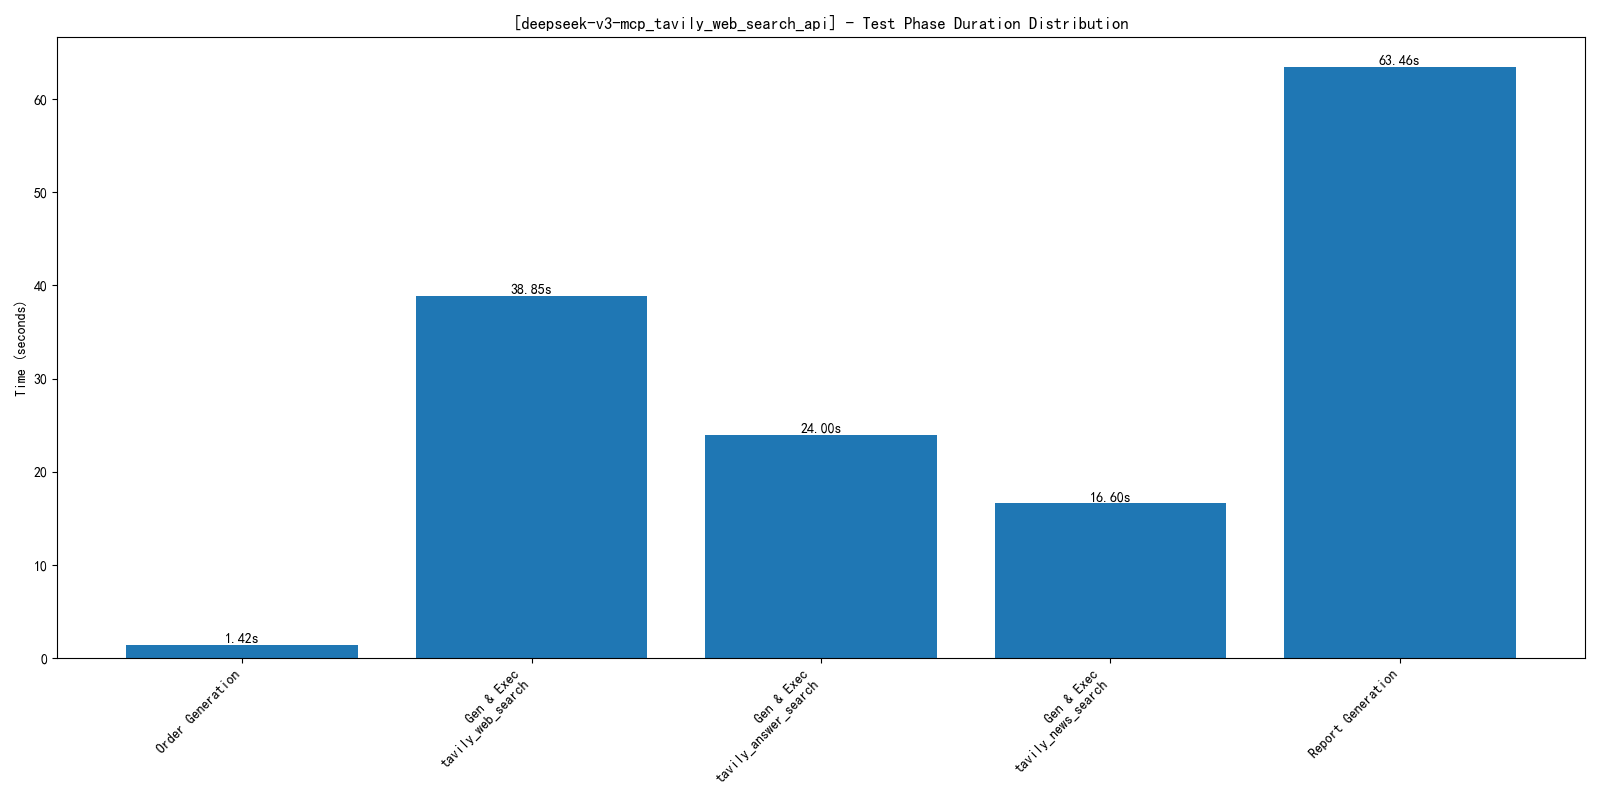 [deepseek-v3-mcp_tavily_web_search_api] - Test Phase Duration Distribution
Time (seconds)
60
50
40
30
20
10
0
1.42s
38.85s
24.00s
16.60s
63.46s
Order Generation
Gen & Exec
tavily_web_search
Gen & Exec
tavily_answer_search
Gen & Exec
tavily_news_search
Report Generation